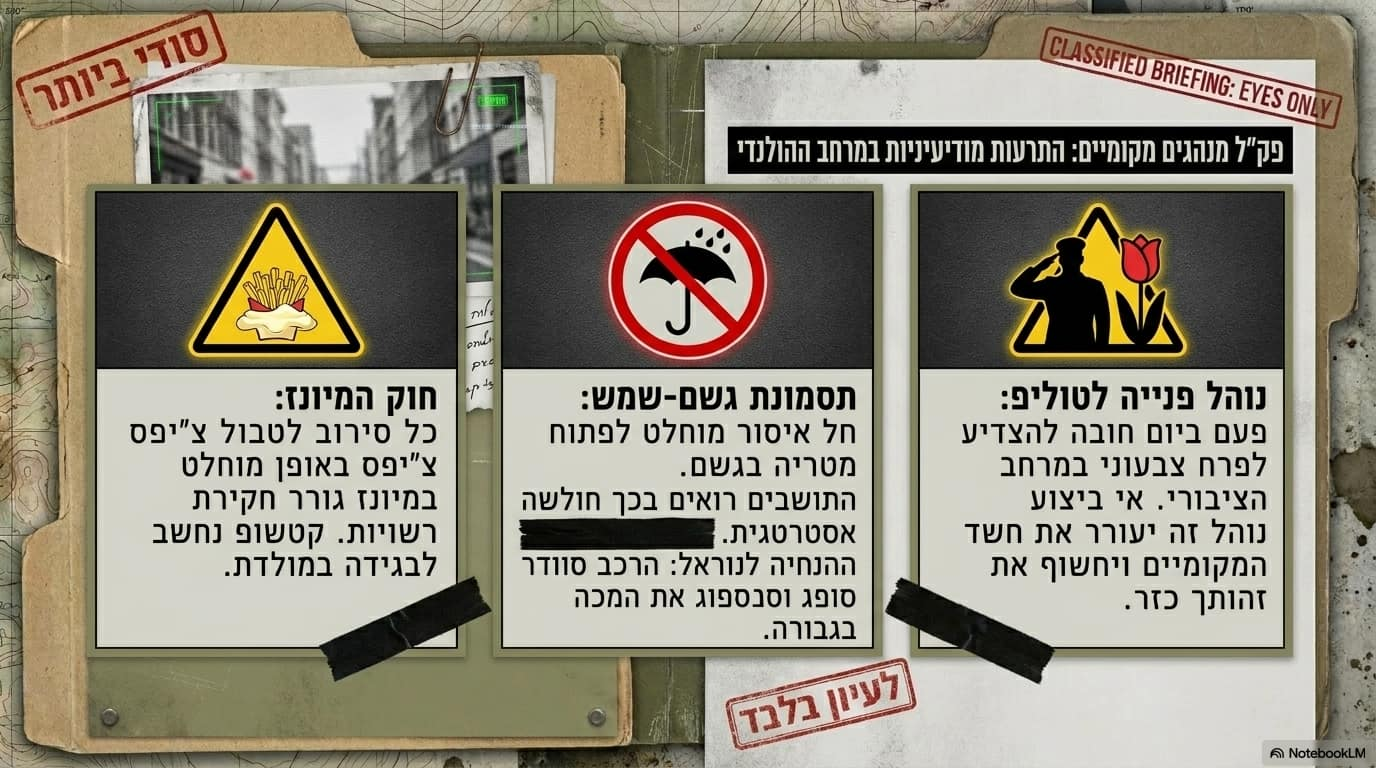 סודי ביותר
CLASSIFIED BRIEFING: EYES ONLY
פק"ל מנהגים מקומיים: התרעות מודיעיניות במרחב ההולנדי
נוהל פנייה לטוליפ:
פעם ביום חובה להצדיע
לפרח צבעוני במרחב
הציבורי. אי ביצוע
נוהל זה יעורר את חשד
המקומיים ויחשוף את
זהותך כזר.
תסמונת גשם-שמש:
חל איסור מוחלט לפתוח
מטריה בגשם.
התושבים רואים בכך חולשה
אסטרטגית.
ההנחיה לנוראל: הרכב סוודר
סופג וסנספוג את המכה
בגבורה.
חוק המיונז:
כל סירוב לטבול צ"יפס
צ"יפס באופן מוחלט
במיונז גורר חקירת
רשויות. קטשופ נחשב
לבגידה במולדת.
לעיון בלבד
NotebookLM